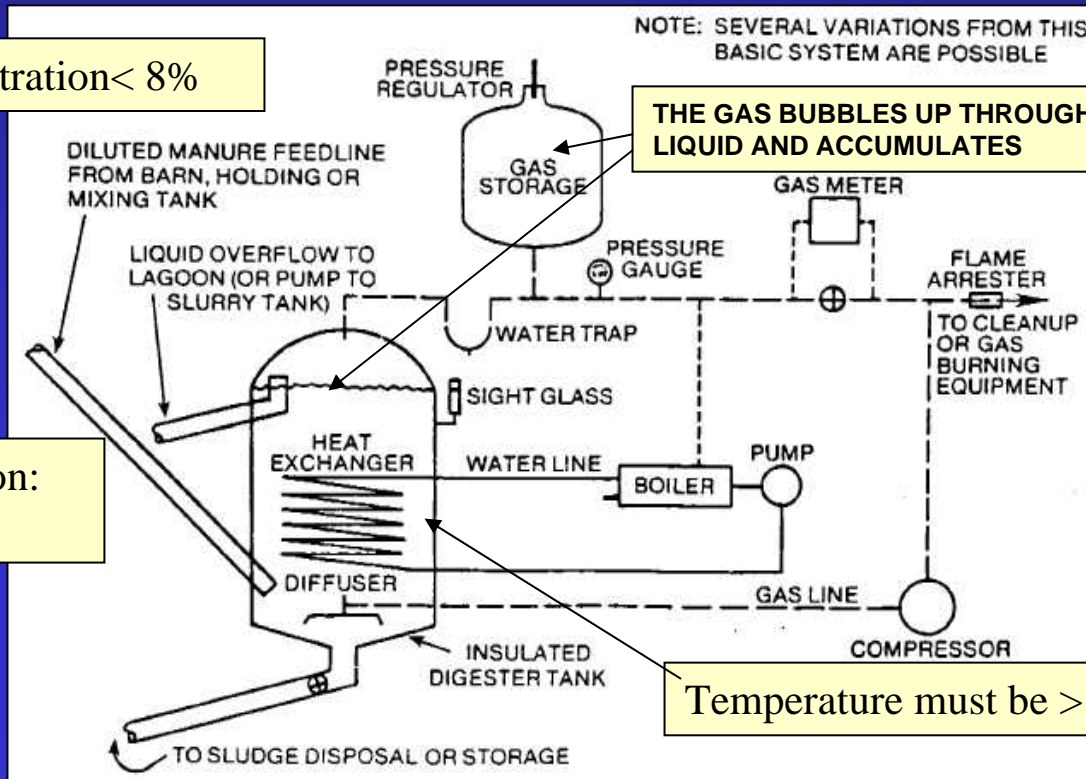 NOTE: SEVERAL VARIATIONS FROM THIS
BASIC SYSTEM ARE POSSIBLE
tration< 8%
PRESSURE
REGULATOR
THE GAS BUBBLES UP THROUGH
LIQUID AND ACCUMULATES
DILUTED MANURE FEEDLINE
FROM BARN, HOLDING OR
MIXING TANK
GAS
STORAGE
GAS METER
LIQUID OVERFLOW TO
LAGOON (OR PUMP TO
SLURRY TANK)
PRESSURE
GAUGE
FLAME
ARRESTER
WATER TRAP
TO CLEANUP
OR GAS
BURNING
EQUIPMENT
SIGHT GLASS
on:
HEAT
EXCHANGER
WATER LINE
BOILER
PUMP
DIFFUSER
GAS LINE
COMPRESSOR
INSULATED
DIGESTER TANK
Temperature must be >
TO SLUDGE DISPOSAL OR STORAGE